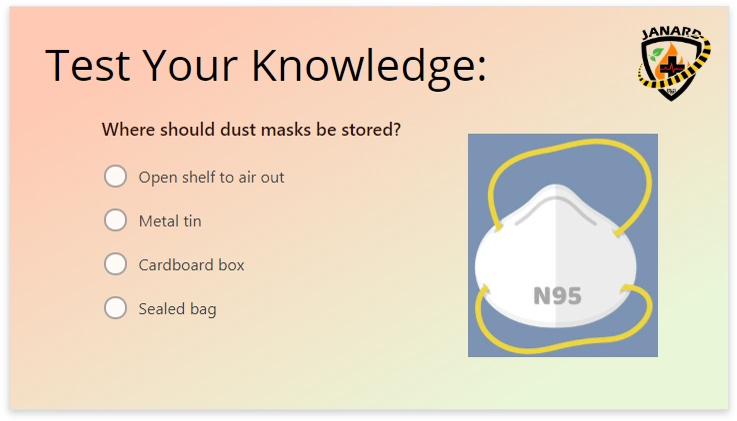 JANARD
Test Your Knowledge:
Where should dust masks be stored?
Open shelf to air out
Metal tin
Cardboard box
Sealed bag
N95